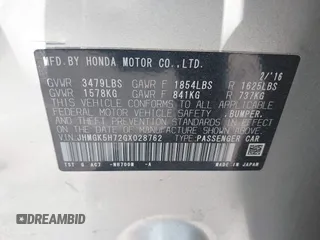 MFD.BY HONDA MOTOR CO.,LTD.
2/'16
GVWR 3479LBS GAWR F 1854LBS R 1625LBS
GVWR 1578KG GAWR F 841KG R 737KG
THIS VEHICLE CONFORMS TO ALL APPLICABLE
FEDERAL MOTOR VEHICLE SAFETY, BUMPER,
AND THEFT PREVENTION STANDARDS IN EFFECT
ON THE DATE OF MANUFACTURE SHOWN ABOVE.
V.I.N: JHMGK5H72GX028762 TYPE:PASSENGER CAR
MADE IN JAPAN